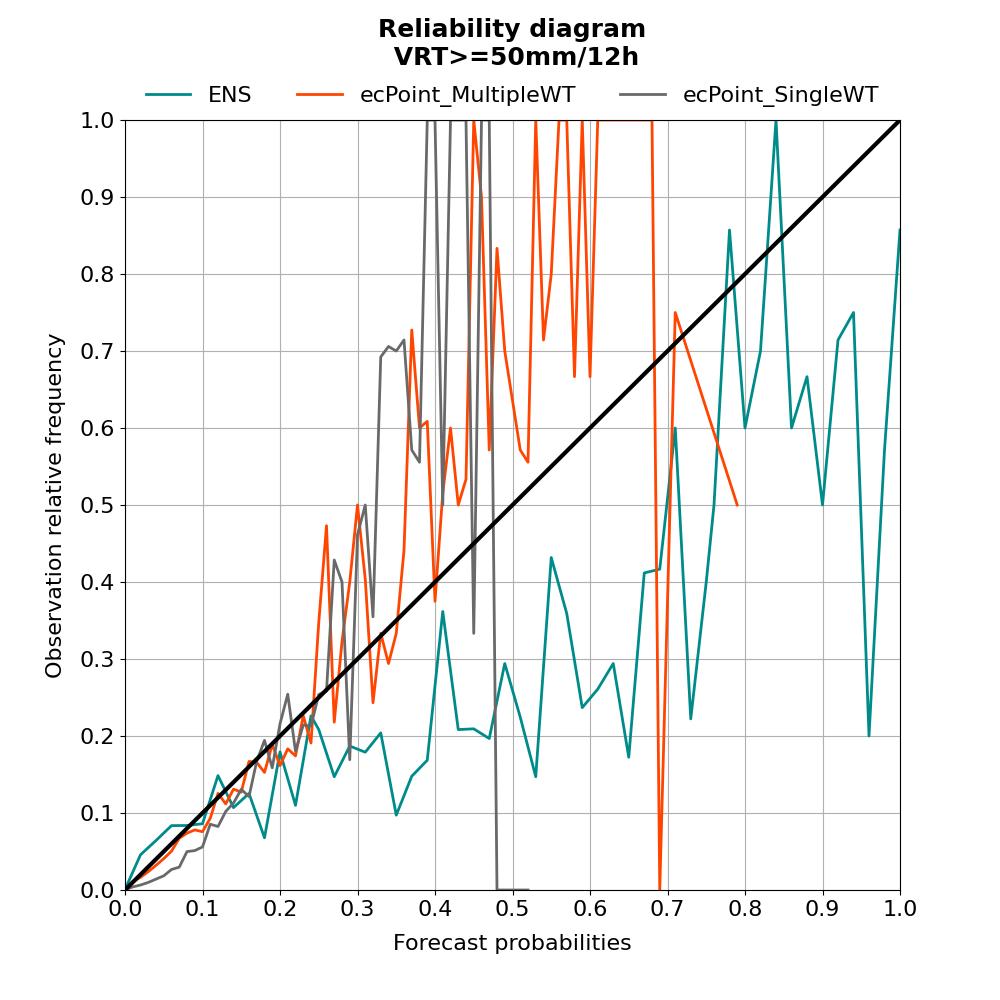 Reliability diagram
VRT>=50mm/12h
ENS ecPoint_MultipleWT ecPoint_SingleWT
1.0
0.9
0.8
0.7
0.6
0.5
0.4
0.3
0.2
0.1
0.0
Observation relative frequency
0.0 0.1 0.2 0.3 0.4 0.5 0.6 0.7 0.8 0.9 1.0
Forecast probabilities